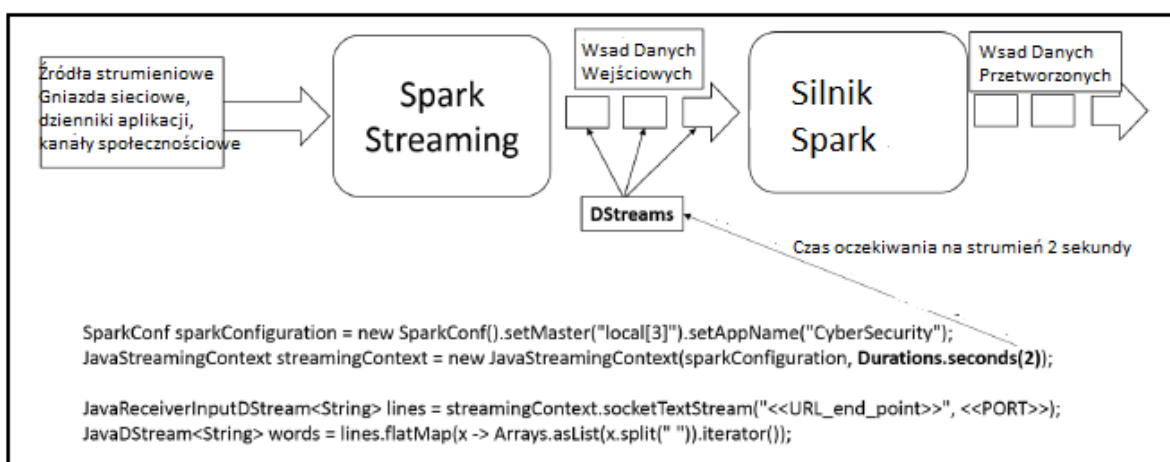 Źródła strumieniowe
Gniazda sieciowe,
dzienniki aplikacji,
kanały społecznościowe
Spark
Streaming
Wsad Danych
Wejściowych
Silnik
Spark
Wsad Danych
Przetworzonych
DStreams
Czas oczekiwania na strumień 2 sekundy
SparkConf sparkConfiguration = new SparkConf().setMaster("local[3]").setAppName("CyberSecurity");
JavaStreamingContext streamingContext = new JavaStreamingContext(sparkConfiguration, Durations.seconds(2));
JavaReceiverInputDStream<String> lines = streamingContext.socketTextStream("<<URL_end_point>>", <<PORT>>);
JavaDStream<String> words = lines.flatMap(x -> Arrays.asList(x.split(" ")).iterator());